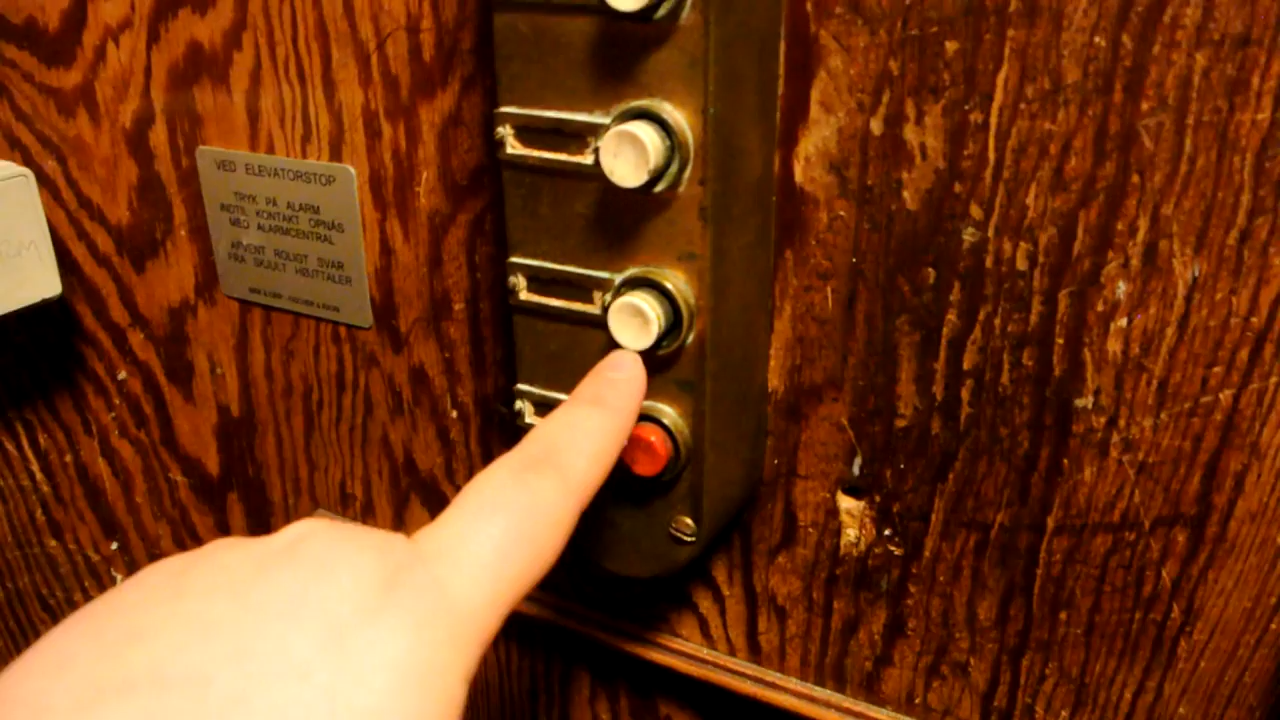 VED ELEVATORSTOP
TRYK PÅ ALARM
INDTIL KONTAKT OPNÅS
MED ALARMCENTRAL
AFVENT ROLIGT SVAR
FRA SKJULT HØJTTALER